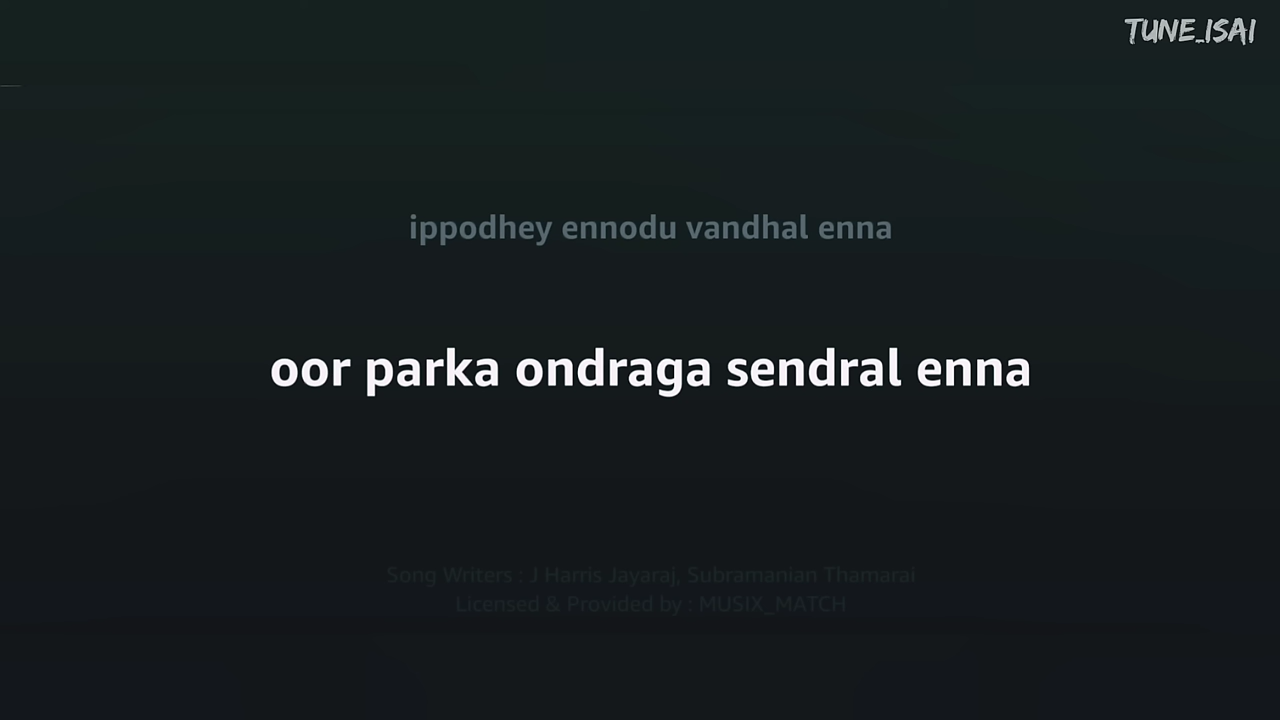 TUNE_ISAI
ippodhey ennodu vandhal enna
oor parka ondraga sendral enna
Song Writers : J Harris Jayaraj, Subramanian Thamarai
Licensed & Provided by : MUSIX_MATCH